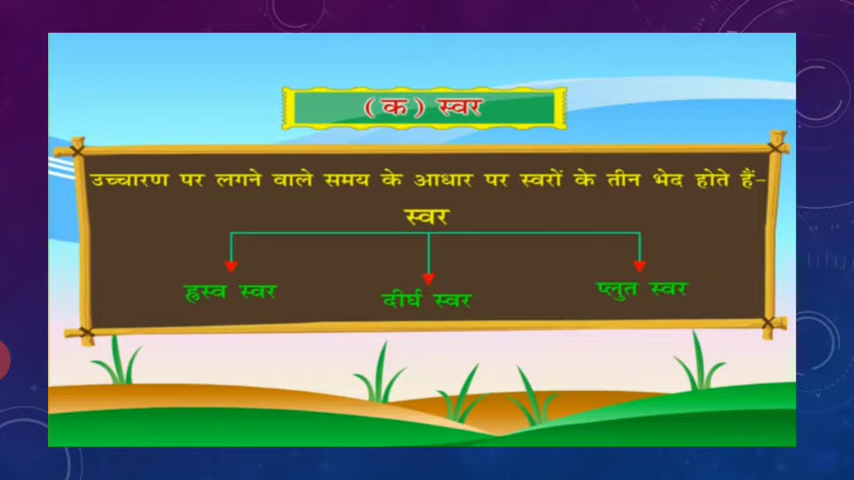 (क) स्वर
उच्चारण पर लगने वाले समय के आधार पर स्वरों के तीन भेद होते हैं-
स्वर
ह्रस्व स्वर दीर्घ स्वर प्लुत स्वर